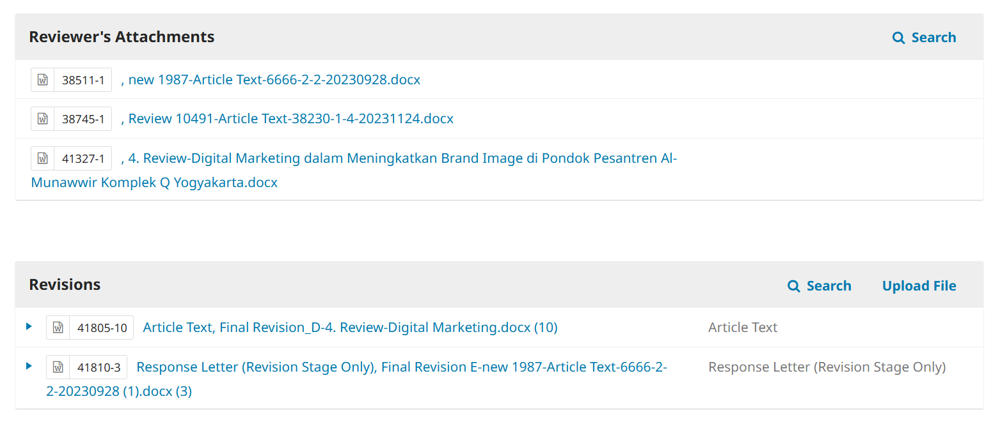 Reviewer's Attachments Search
38511-1 , new 1987-Article Text-6666-2-2-20230928.docx
38745-1 , Review 10491-Article Text-38230-1-4-20231124.docx
41327-1 , 4. Review-Digital Marketing dalam Meningkatkan Brand Image di Pondok Pesantren Al-
Munawwir Komplek Q Yogyakarta.docx
Revisions Search Upload File
41805-10 Article Text, Final Revision_D-4. Review-Digital Marketing.docx (10) Article Text
41810-3 Response Letter (Revision Stage Only), Final Revision E-new 1987-Article Text-6666-2- Response Letter (Revision Stage Only)
2-20230928 (1).docx (3)